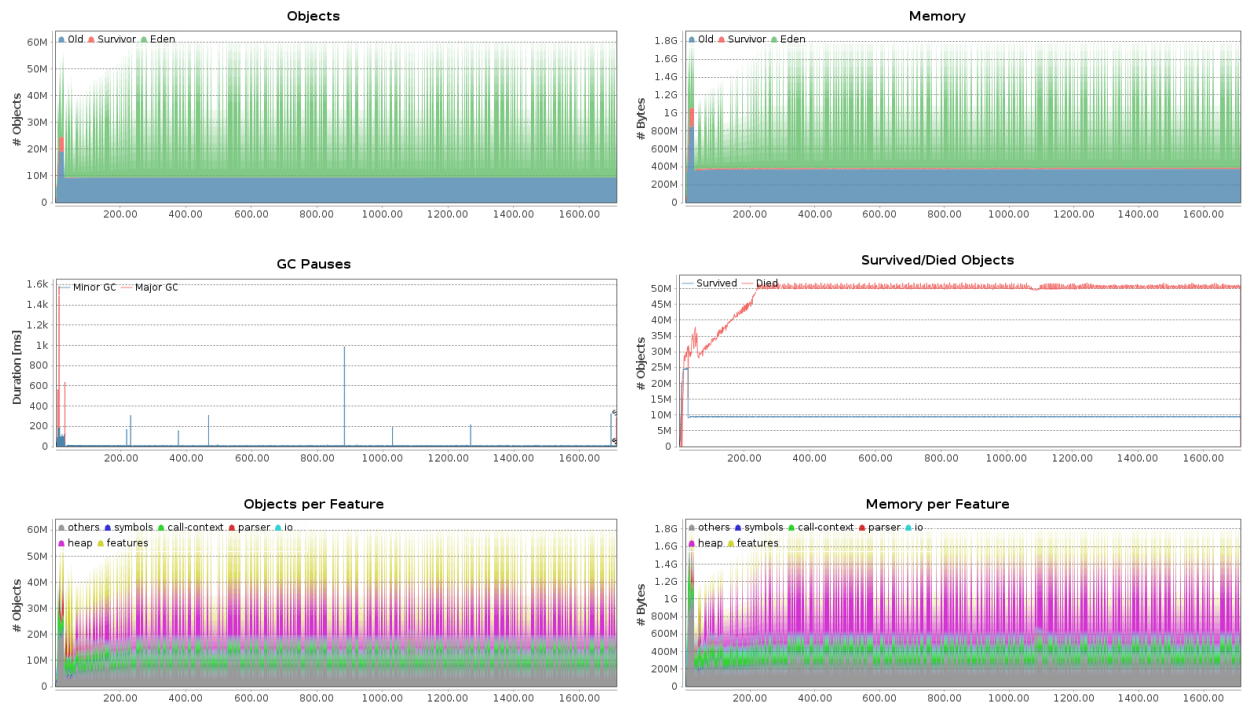 Objects
Old Survivor Eden
# Objects
60M
50M
40M
30M
20M
10M
0
200.00 400.00 600.00 800.00 1000.00 1200.00 1400.00 1600.00
Memory
Old Survivor Eden
# Bytes
1.8G
1.6G
1.4G
1.2G
1G
800M
600M
400M
200M
0
200.00 400.00 600.00 800.00 1000.00 1200.00 1400.00 1600.00
GC Pauses
Minor GC Major GC
Duration [ms]
1.6k
1.4k
1.2k
1k
800
600
400
200
0
200.00 400.00 600.00 800.00 1000.00 1200.00 1400.00 1600.00
Survived/Died Objects
Survived Died
# Objects
50M
45M
40M
35M
30M
25M
20M
15M
10M
5M
0
200.00 400.00 600.00 800.00 1000.00 1200.00 1400.00 1600.00
Objects per Feature
others symbols call-context parser io
heap features
# Objects
60M
50M
40M
30M
20M
10M
0
200.00 400.00 600.00 800.00 1000.00 1200.00 1400.00 1600.00
Memory per Feature
others symbols call-context parser io
heap features
# Bytes
1.8G
1.6G
1.4G
1.2G
1G
800M
600M
400M
200M
0
200.00 400.00 600.00 800.00 1000.00 1200.00 1400.00 1600.00